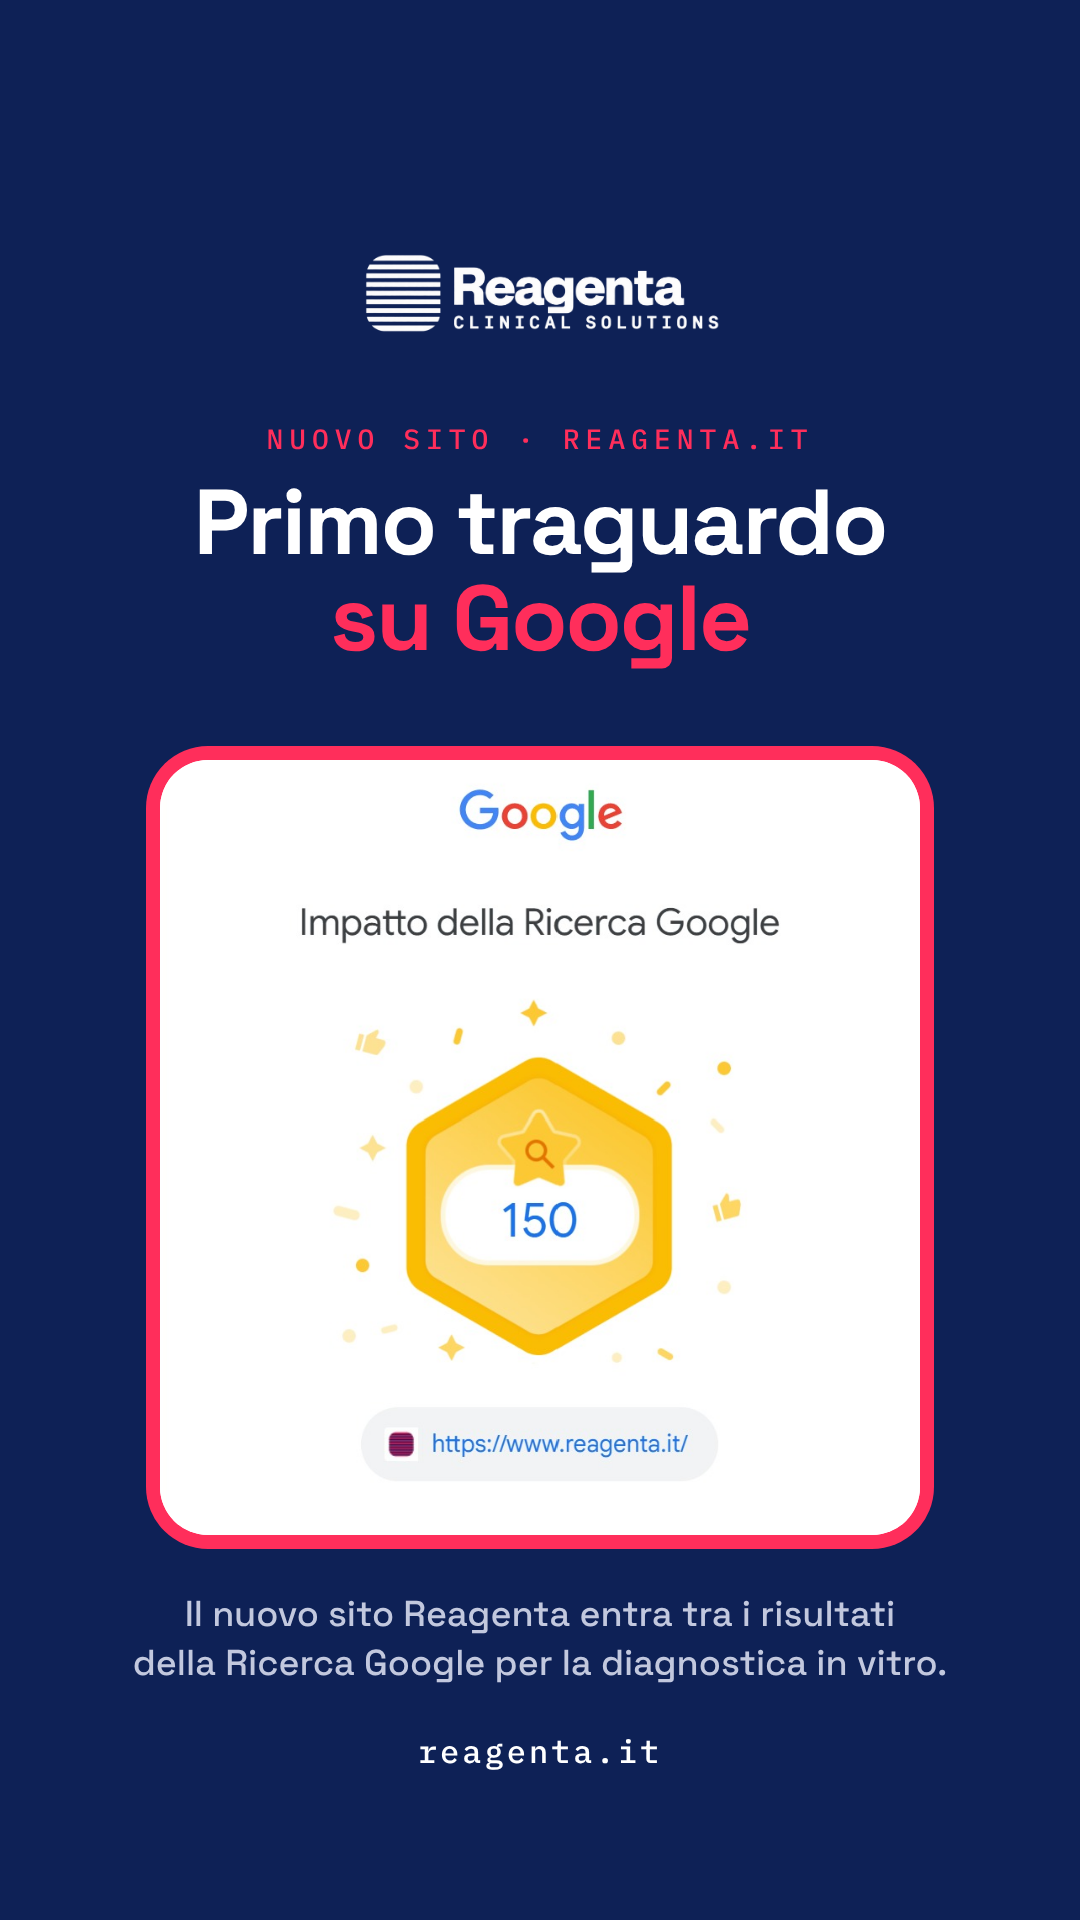 Reagenta
CLINICAL SOLUTIONS
NUOVO SITO · REAGENTA.IT
Primo traguardo
su Google
Google
Impatto della Ricerca Google
150
https://www.reagenta.it/
Il nuovo sito Reagenta entra tra i risultati
della Ricerca Google per la diagnostica in vitro.
reagenta.it